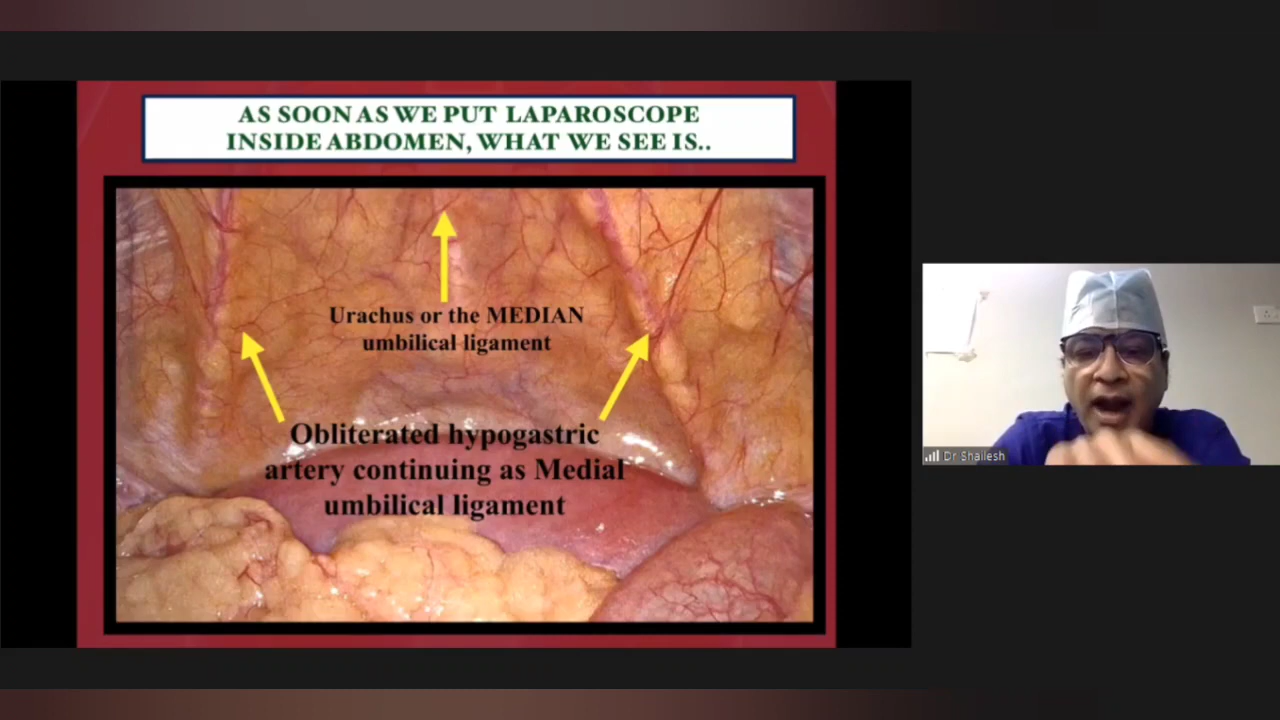 AS SOON AS WE PUT LAPAROSCOPE
INSIDE ABDOMEN, WHAT WE SEE IS..
Urachus or the MEDIAN
umbilical ligament
Obliterated hypogastric
artery continuing as Medial
umbilical ligament
Dr Shailesh